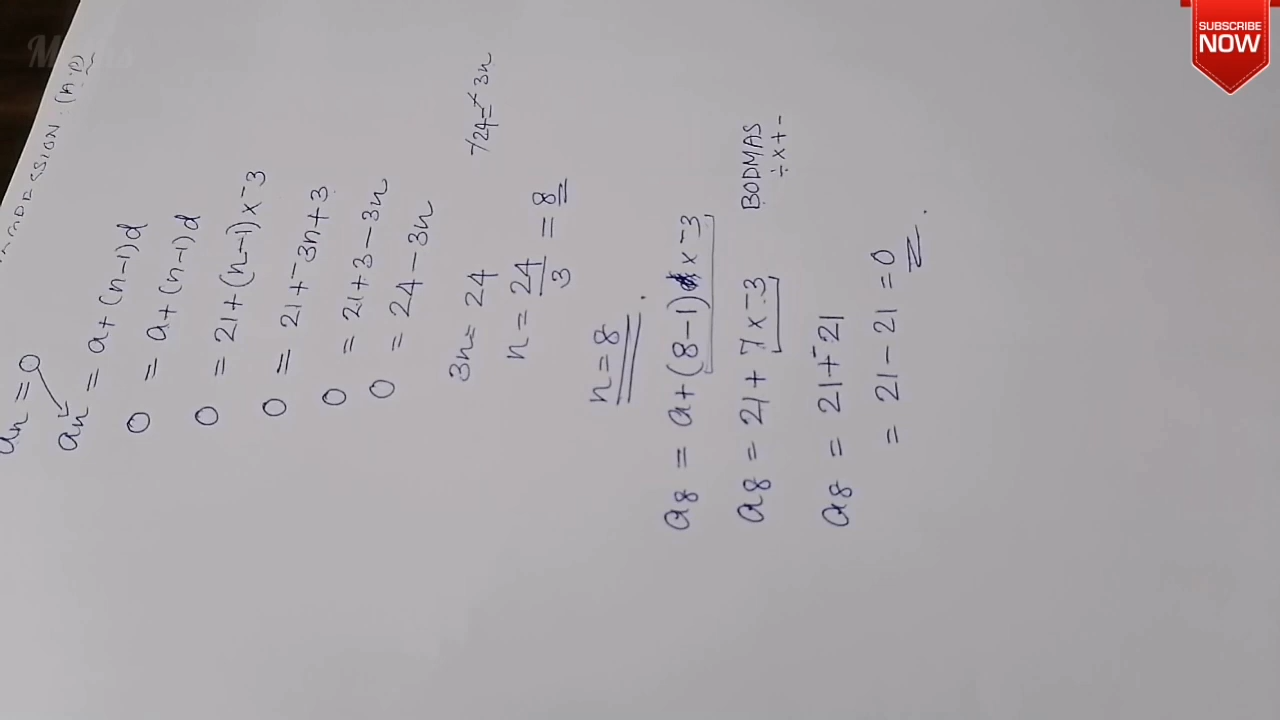 SUBSCRIBE
NOW
Maths
aₙ = 0
aₙ = a+(n-1)d
0 = a+(n-1)d
0 = 21+(n-1)x-3
0 = 21+-3n+3
0 = 21+3-3n
0 = 24-3n
-24=-3n
3n= 24
n = 24/3 = 8
n=8.
a₈ = a+(8-1)x-3
a₈ = 21+7x-3
BODMAS
÷x+-
a₈ = 21+-21
= 21-21 =0.